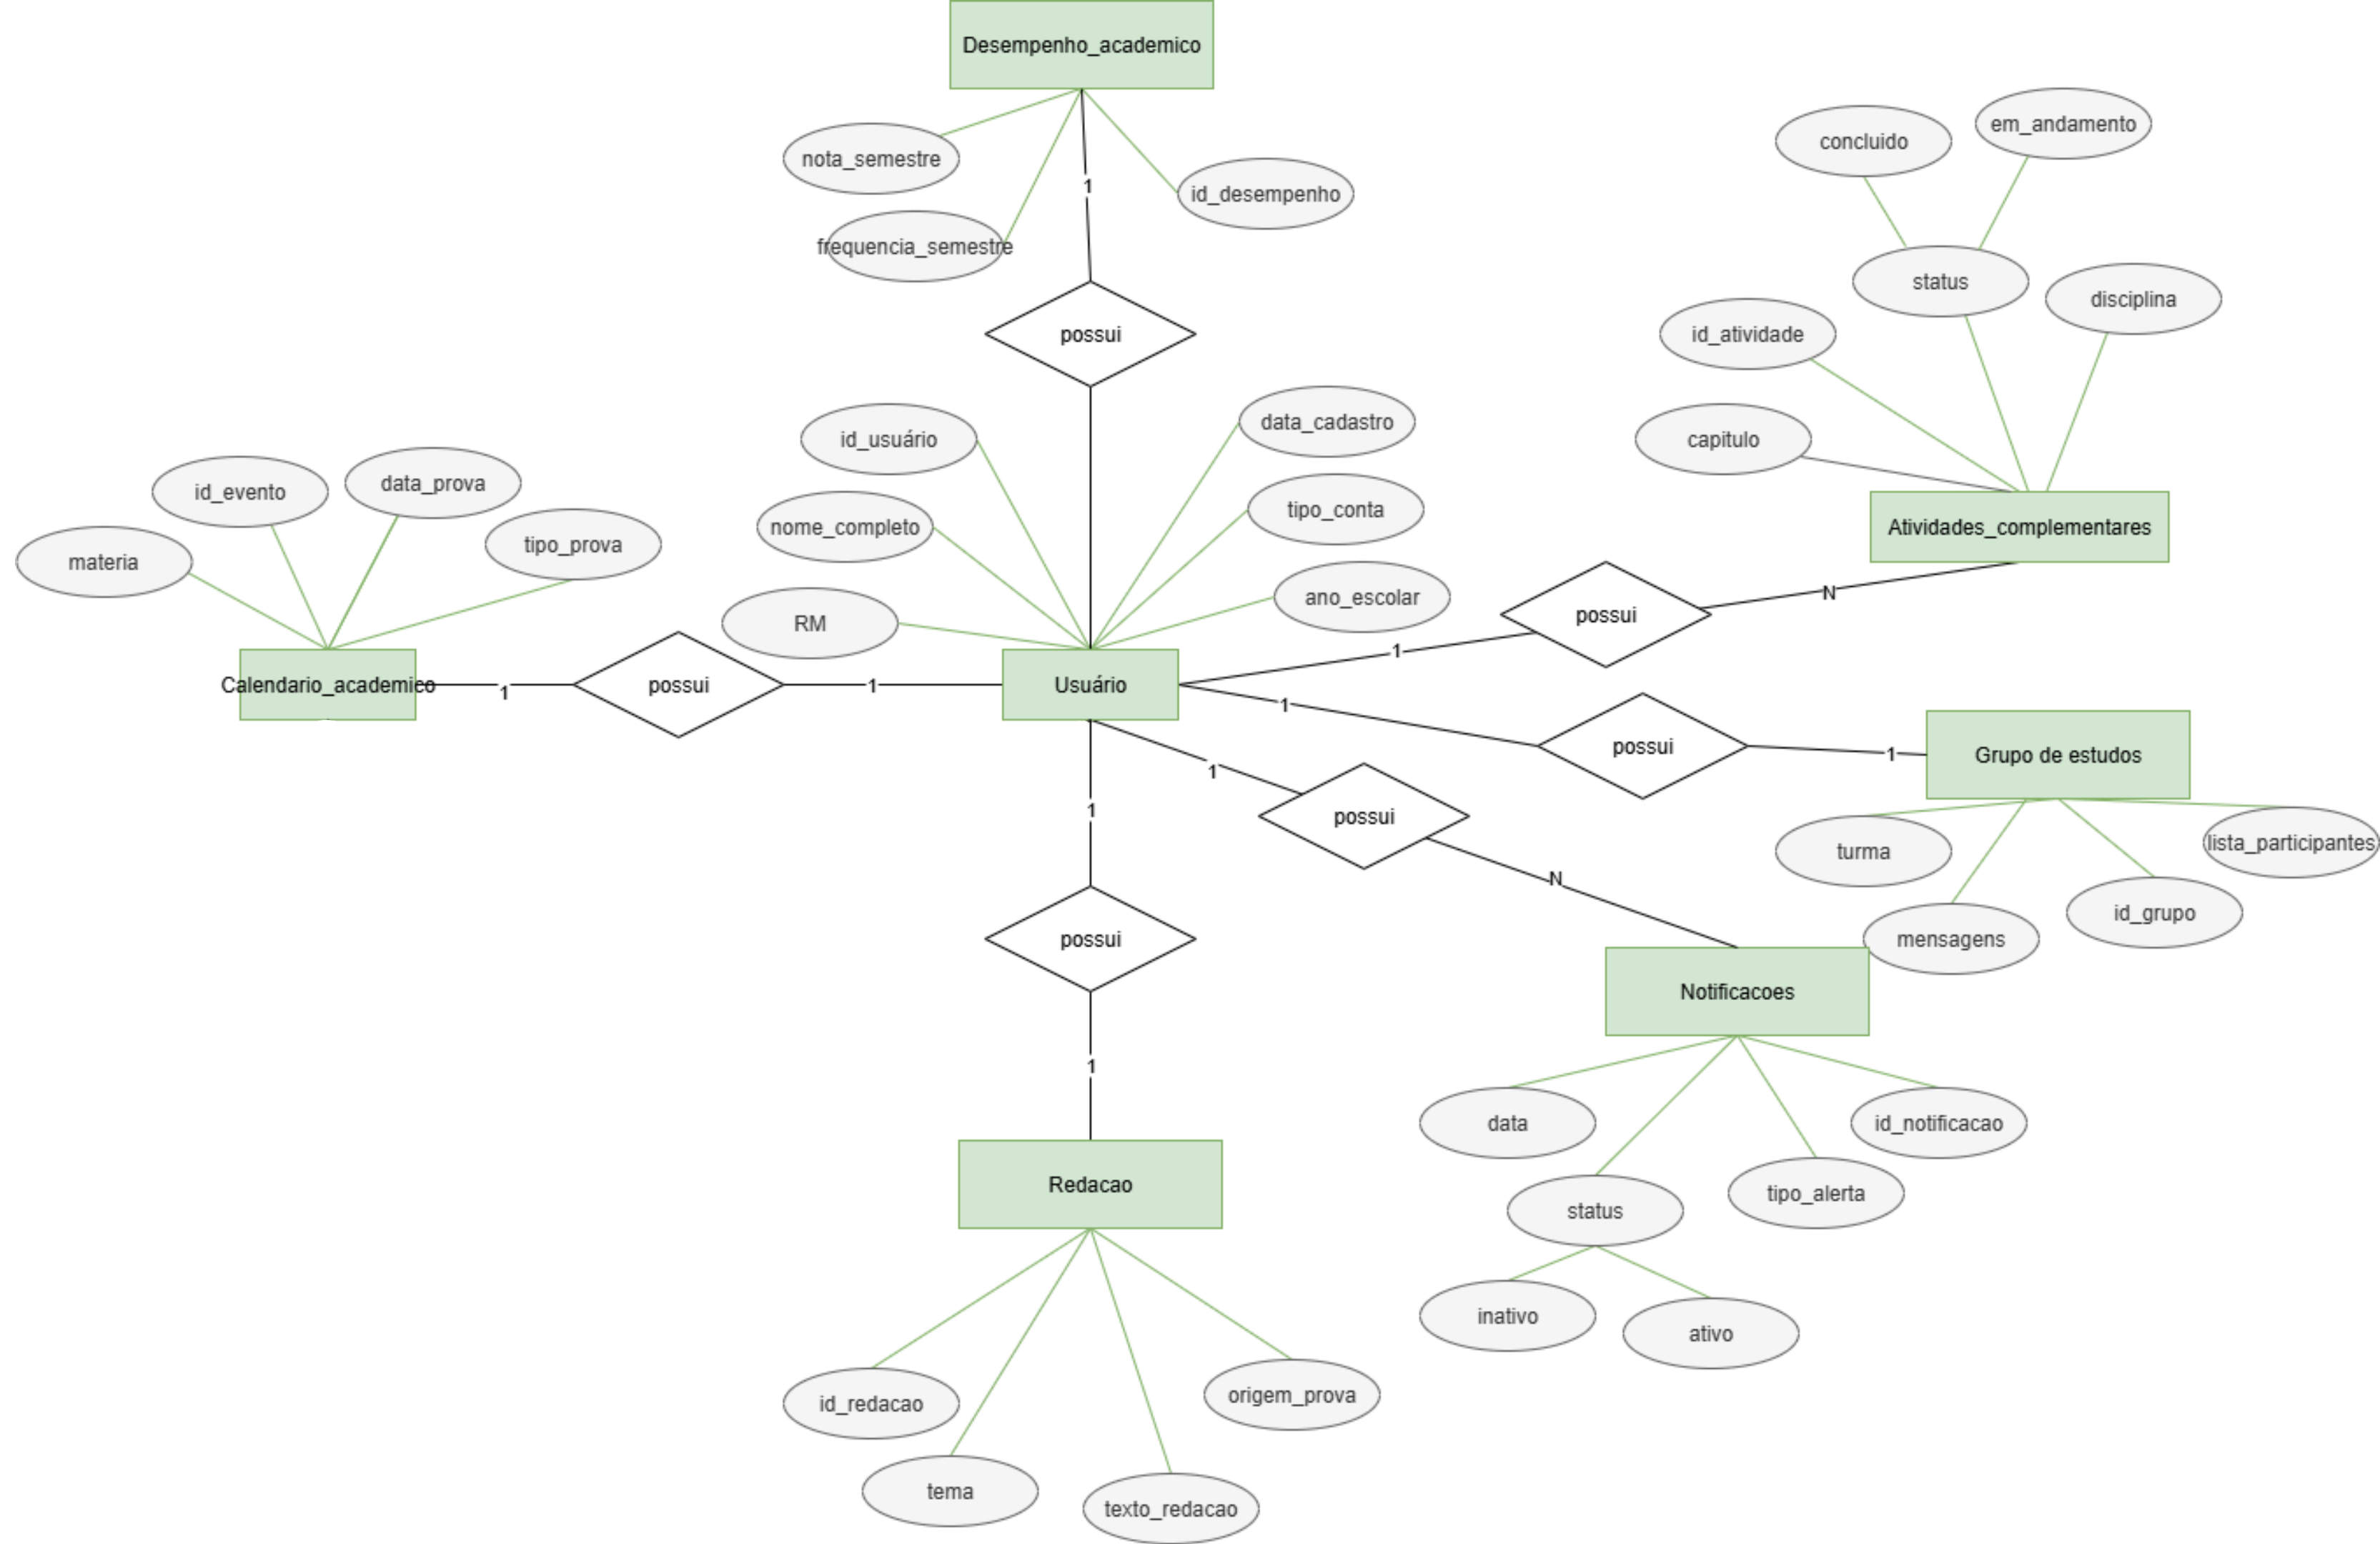 Desempenho_academico
nota_semestre
frequencia_semestre
id_desempenho
1
possui
concluido
em_andamento
status
disciplina
id_atividade
capitulo
Atividades_complementares
id_usuário
nome_completo
RM
data_cadastro
tipo_conta
ano_escolar
id_evento
data_prova
materia
tipo_prova
Calendario_academico
1
possui
1
Usuário
1
possui
N
1
possui
1
Grupo de estudos
turma
mensagens
id_grupo
lista_participantes
1
possui
N
Notificacoes
data
status
tipo_alerta
id_notificacao
inativo
ativo
1
possui
1
Redacao
id_redacao
tema
texto_redacao
origem_prova